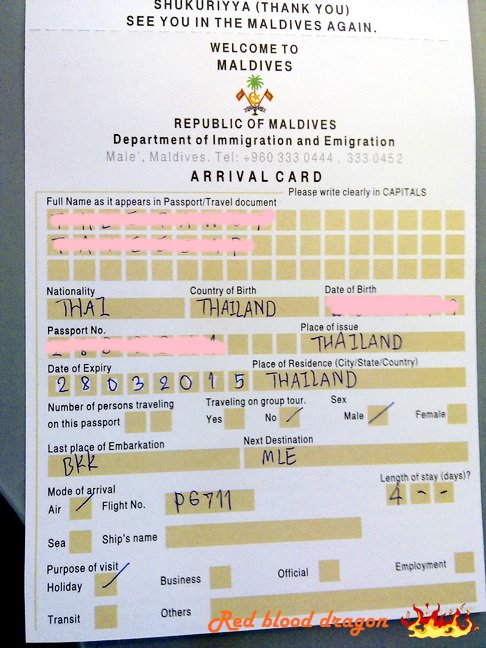 SHUKURIYYA (THANK YOU)
SEE YOU IN THE MALDIVES AGAIN.
WELCOME TO
MALDIVES
REPUBLIC OF MALDIVES
Department of Immigration and Emigration
Male', Maldives. Tel: +960 333 0444 , 333 0452
ARRIVAL CARD
Please write clearly in CAPITALS
Full Name as it appears in Passport/Travel document
Nationality Country of Birth Date of Birth
THAI THAILAND
Passport No. Place of issue
THAILAND
Date of Expiry Place of Residence (City/State/Country)
28032015 THAILAND
Number of persons traveling Traveling on group tour. Sex
on this passport Yes No Male Female
Last place of Embarkation Next Destination
BKK MLE
Mode of arrival Length of stay (days)?
Air Flight No. PG711 4 - -
Sea Ship's name
Purpose of visit
Holiday Business Official Employment
Transit Others
Red blood dragon